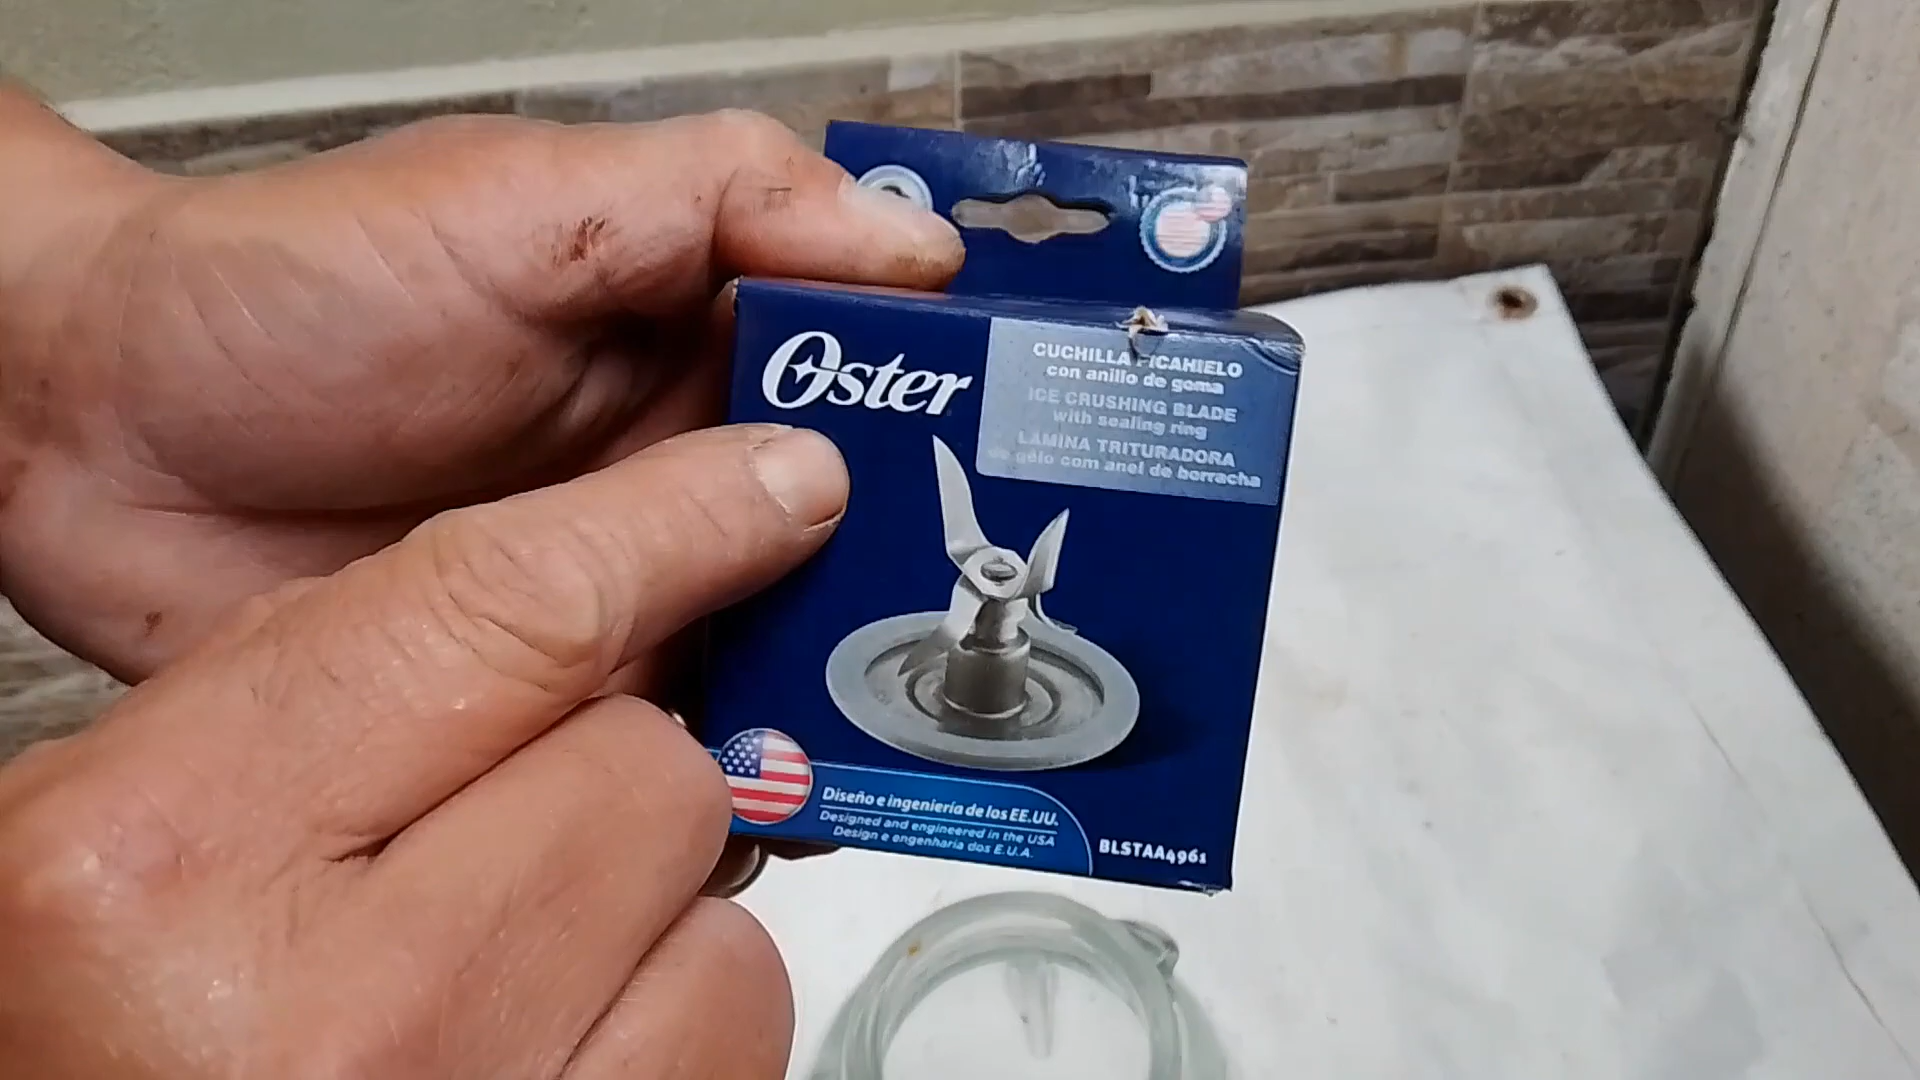 Oster
CUCHILLA PICAHIELO
con anillo de goma
ICE CRUSHING BLADE
with sealing ring
LAMINA TRITURADORA
de gelo com anel de borracha
Diseño e ingeniería de los EE.UU.
Designed and engineered in the USA
Design e engenharia dos E.U.A.
BLSTAA4961